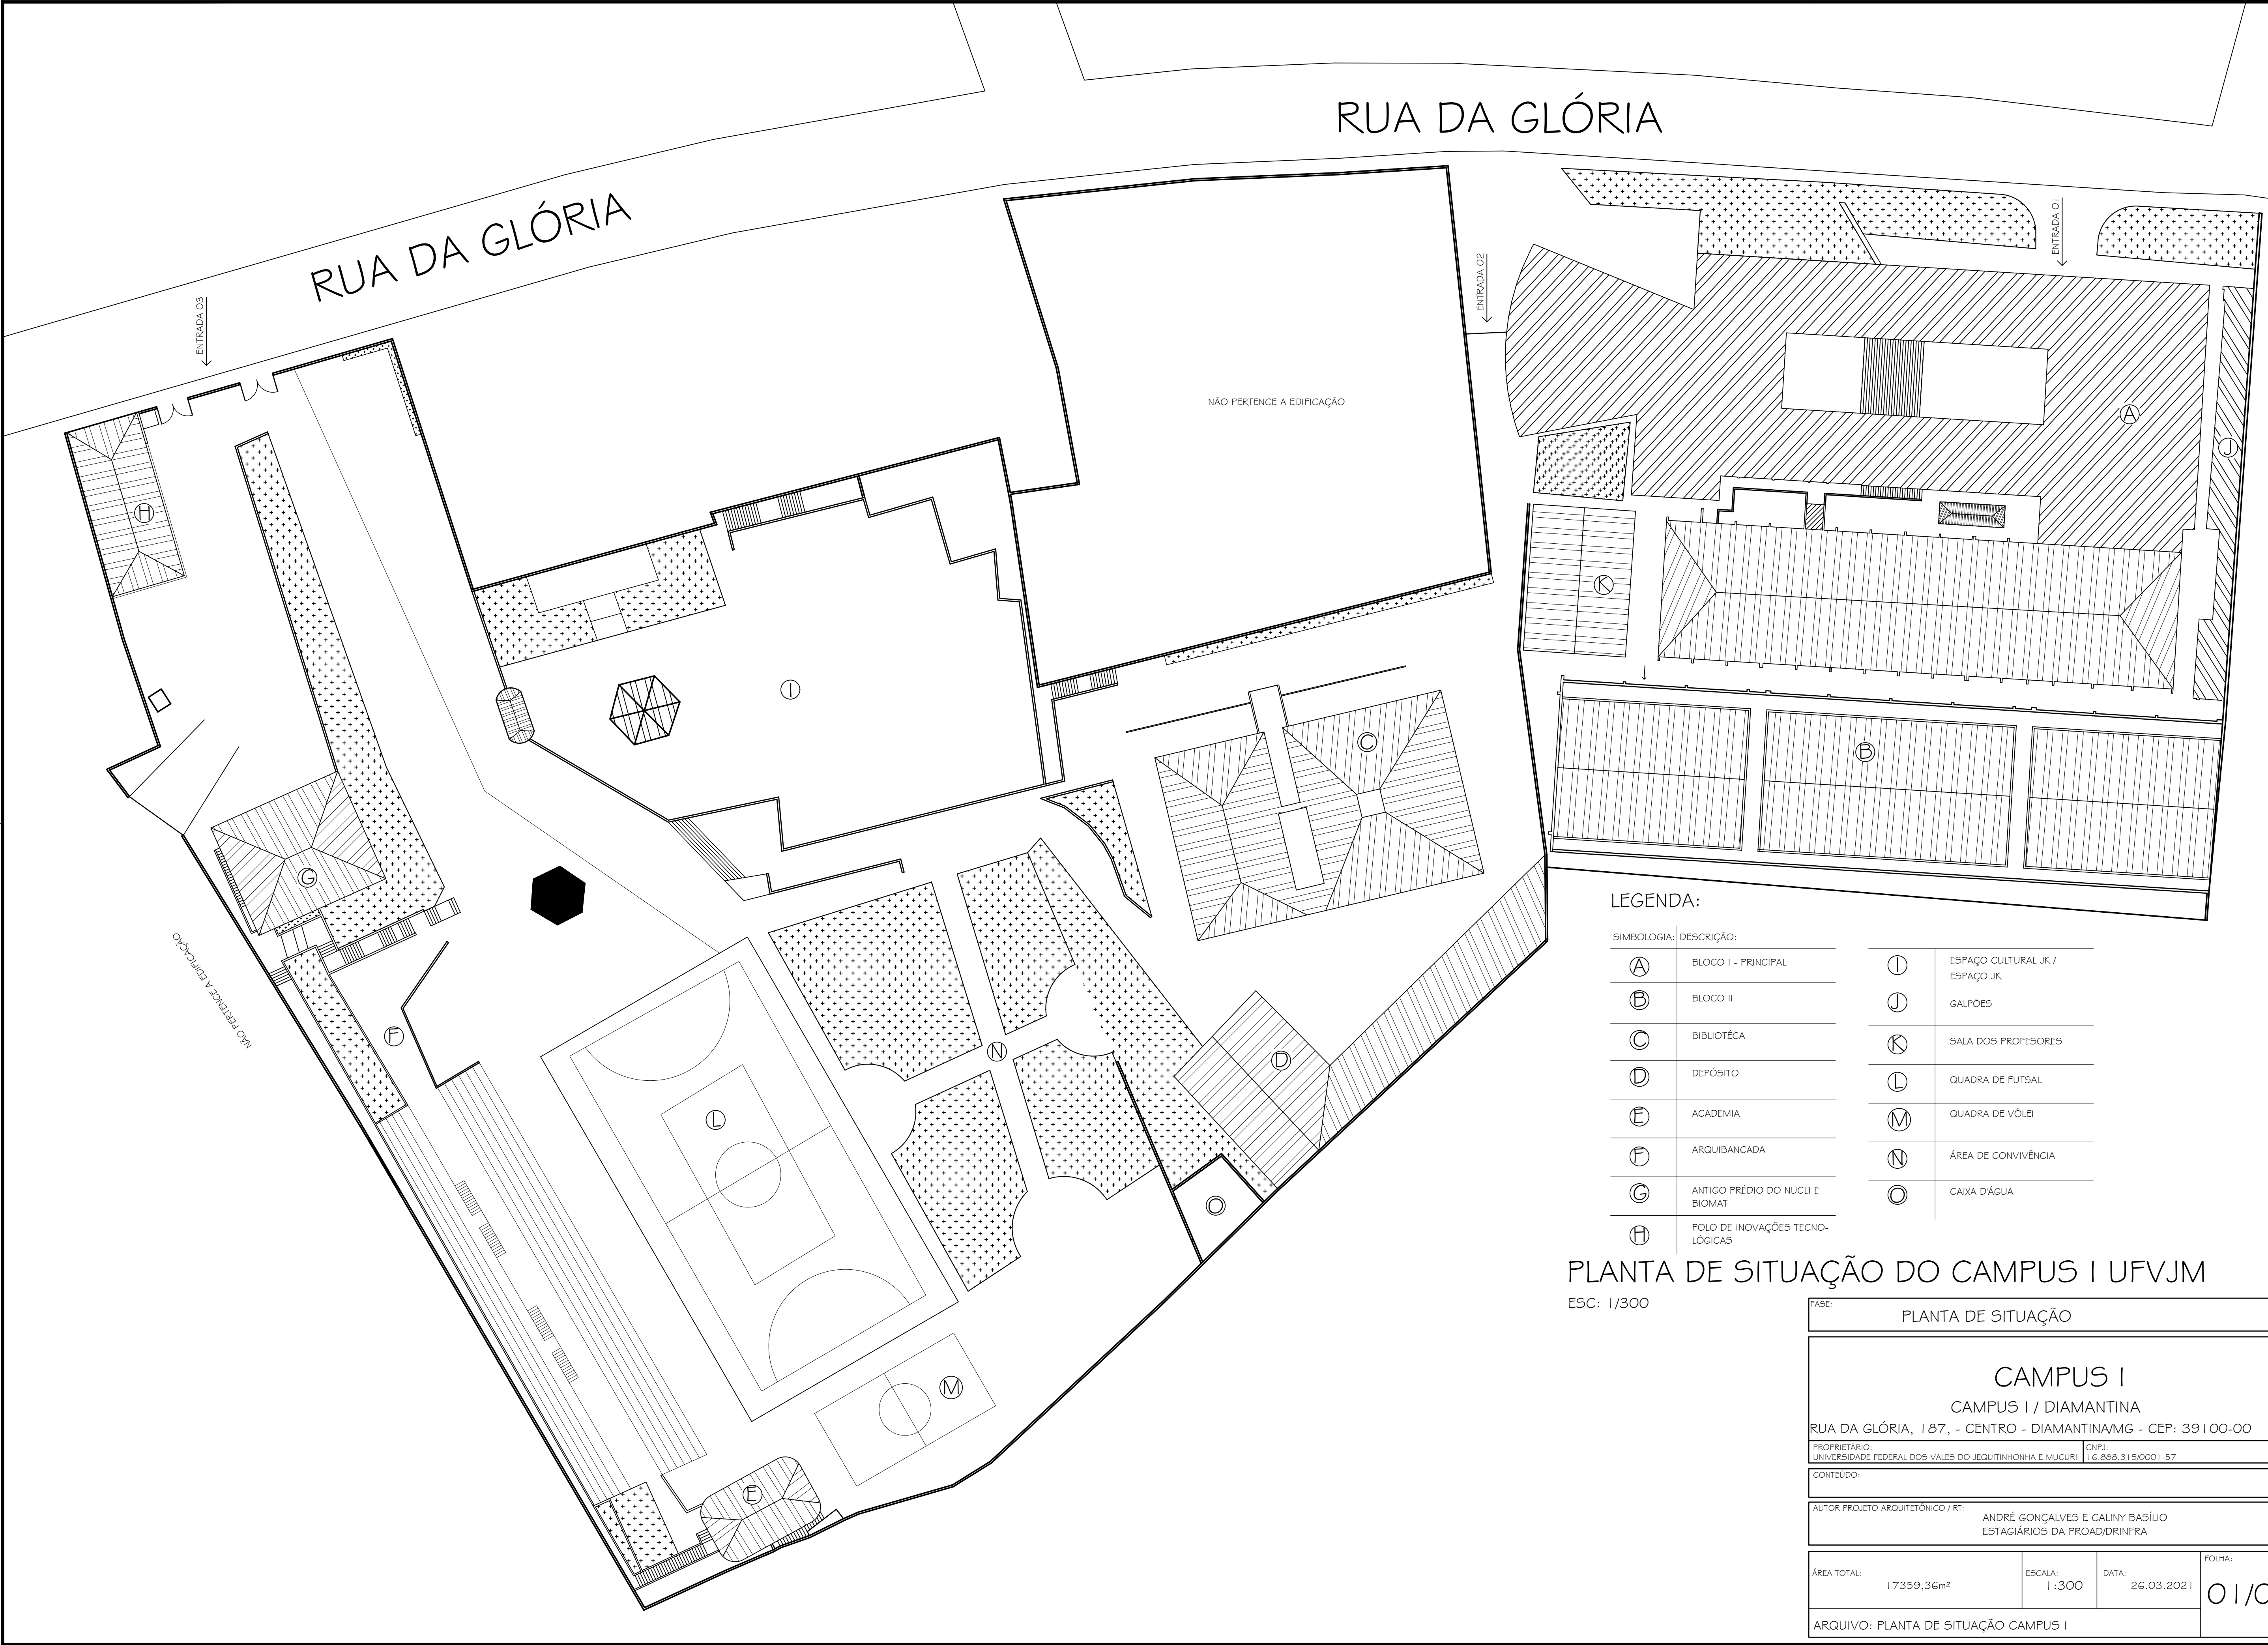 RUA DA GLÓRIA
RUA DA GLÓRIA
ENTRADA 01
ENTRADA 02
ENTRADA 03
NÃO PERTENCE A EDIFICAÇÃO
A
J
H
K
I
C
B
G
NÃO PERTENCE A EDIFICAÇÃO
F
N
D
L
O
M
E
LEGENDA:
SIMBOLOGIA: DESCRIÇÃO:
A BLOCO I - PRINCIPAL
B BLOCO II
C BIBLIOTÉCA
D DEPÓSITO
E ACADEMIA
F ARQUIBANCADA
G ANTIGO PRÉDIO DO NUCLI E
BIOMAT
H POLO DE INOVAÇÕES TECNO-
LÓGICAS
I ESPAÇO CULTURAL JK /
ESPAÇO JK
J GALPÕES
K SALA DOS PROFESORES
L QUADRA DE FUTSAL
M QUADRA DE VÔLEI
N ÁREA DE CONVIVÊNCIA
O CAIXA D'ÁGUA
PLANTA DE SITUAÇÃO DO CAMPUS I UFVJM
ESC: 1/300
FASE:
PLANTA DE SITUAÇÃO
CAMPUS I
CAMPUS I / DIAMANTINA
RUA DA GLÓRIA, 187, - CENTRO - DIAMANTINA/MG - CEP: 39100-00
PROPRIETÁRIO:
UNIVERSIDADE FEDERAL DOS VALES DO JEQUITINHONHA E MUCURI
CNPJ:
16.888.315/0001-57
CONTEÚDO:
AUTOR PROJETO ARQUITETÔNICO / RT:
ANDRÉ GONÇALVES E CALINY BASÍLIO
ESTAGIÁRIOS DA PROAD/DRINFRA
ÁREA TOTAL:
17359,36m²
ESCALA:
1:300
DATA:
26.03.2021
FOLHA:
01/0
ARQUIVO: PLANTA DE SITUAÇÃO CAMPUS I